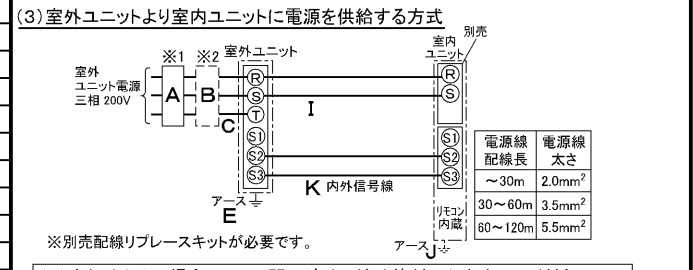 (3)室外ユニットより室内ユニットに電源を供給する方式
※1 ※2 室外ユニット
室内ユニット
別売
室外
ユニット電源
三相 200V
A
B
C
R
S
T
S1
S2
S3
I
K 内外信号線
アース
E
R
S
S1
S2
S3
リモコン
内蔵
アース
J
電源線配線長 電源線太さ
～30m 2.0mm²
30～60m 3.5mm²
60～120m 5.5mm²
※別売配線リプレースキットが必要です。